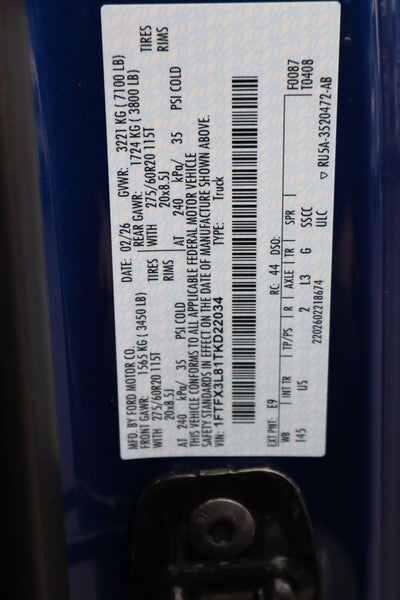 MFD. BY FORD MOTOR CO.
DATE: 02/26 GVWR: 3221 KG ( 7100 LB)
FRONT GAWR: 1565 KG ( 3450 LB) REAR GAWR: 1724 KG ( 3800 LB)
WITH 275/60R20 115T TIRES WITH 275/60R20 115T TIRES
20x8.5J RIMS 20x8.5J RIMS
AT 240 kPa/ 35 PSI COLD AT 240 kPa/ 35 PSI COLD
THIS VEHICLE CONFORMS TO ALL APPLICABLE FEDERAL MOTOR VEHICLE
SAFETY STANDARDS IN EFFECT ON THE DATE OF MANUFACTURE SHOWN ABOVE.
VIN: 1FTFX3L81TKD22034 TYPE: Truck
F0087
T0408
EXT PNT: E9 RC: 44 DSO:
WB INT TR TP/PS R AXLE TR SPR
145 US 2 L3 G SSCC
ULC
2202602218674 ▽ RU5A-3520472-AB